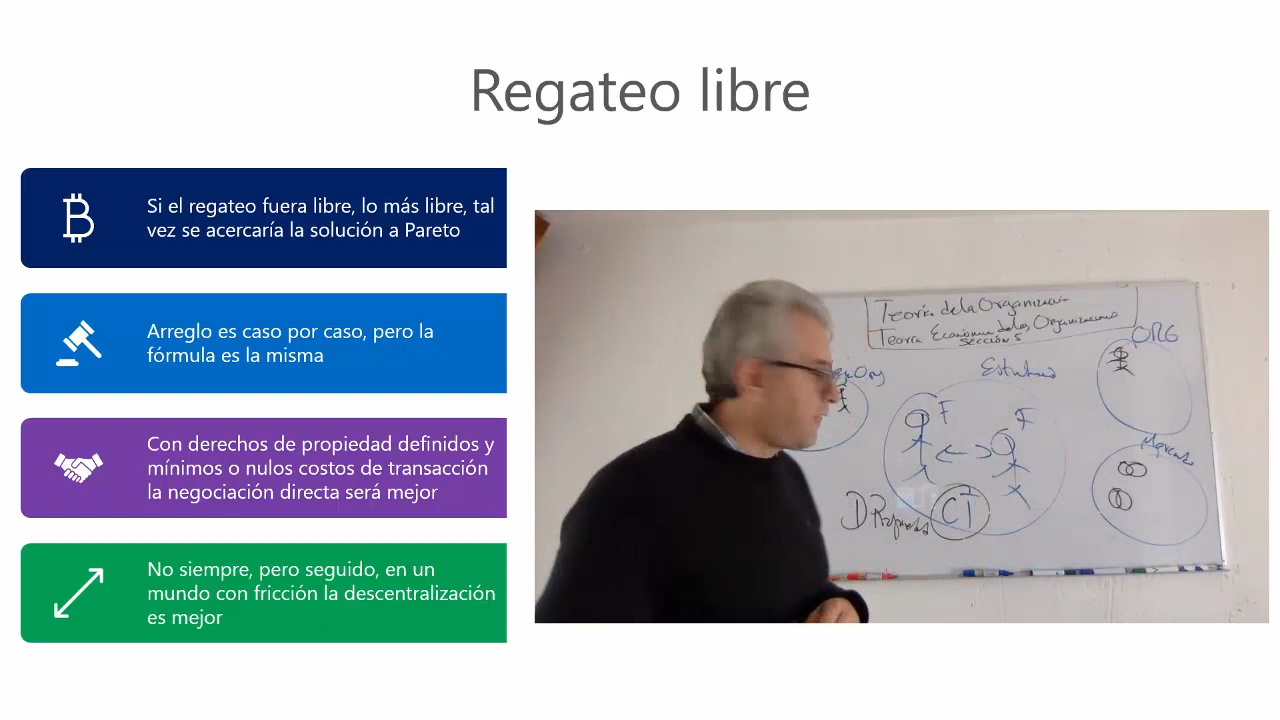 Regateo libre
Si el regateo fuera libre, lo más libre, tal
vez se acercaría la solución a Pareto
Arreglo es caso por caso, pero la
fórmula es la misma
Con derechos de propiedad definidos y
mínimos o nulos costos de transacción
la negociación directa será mejor
No siempre, pero seguido, en un
mundo con fricción la descentralización
es mejor
Teoría de la Organización
Teoría Económica de las Organizaciones
SECCIÓN 5
ORG
F
F
Mercado
CT